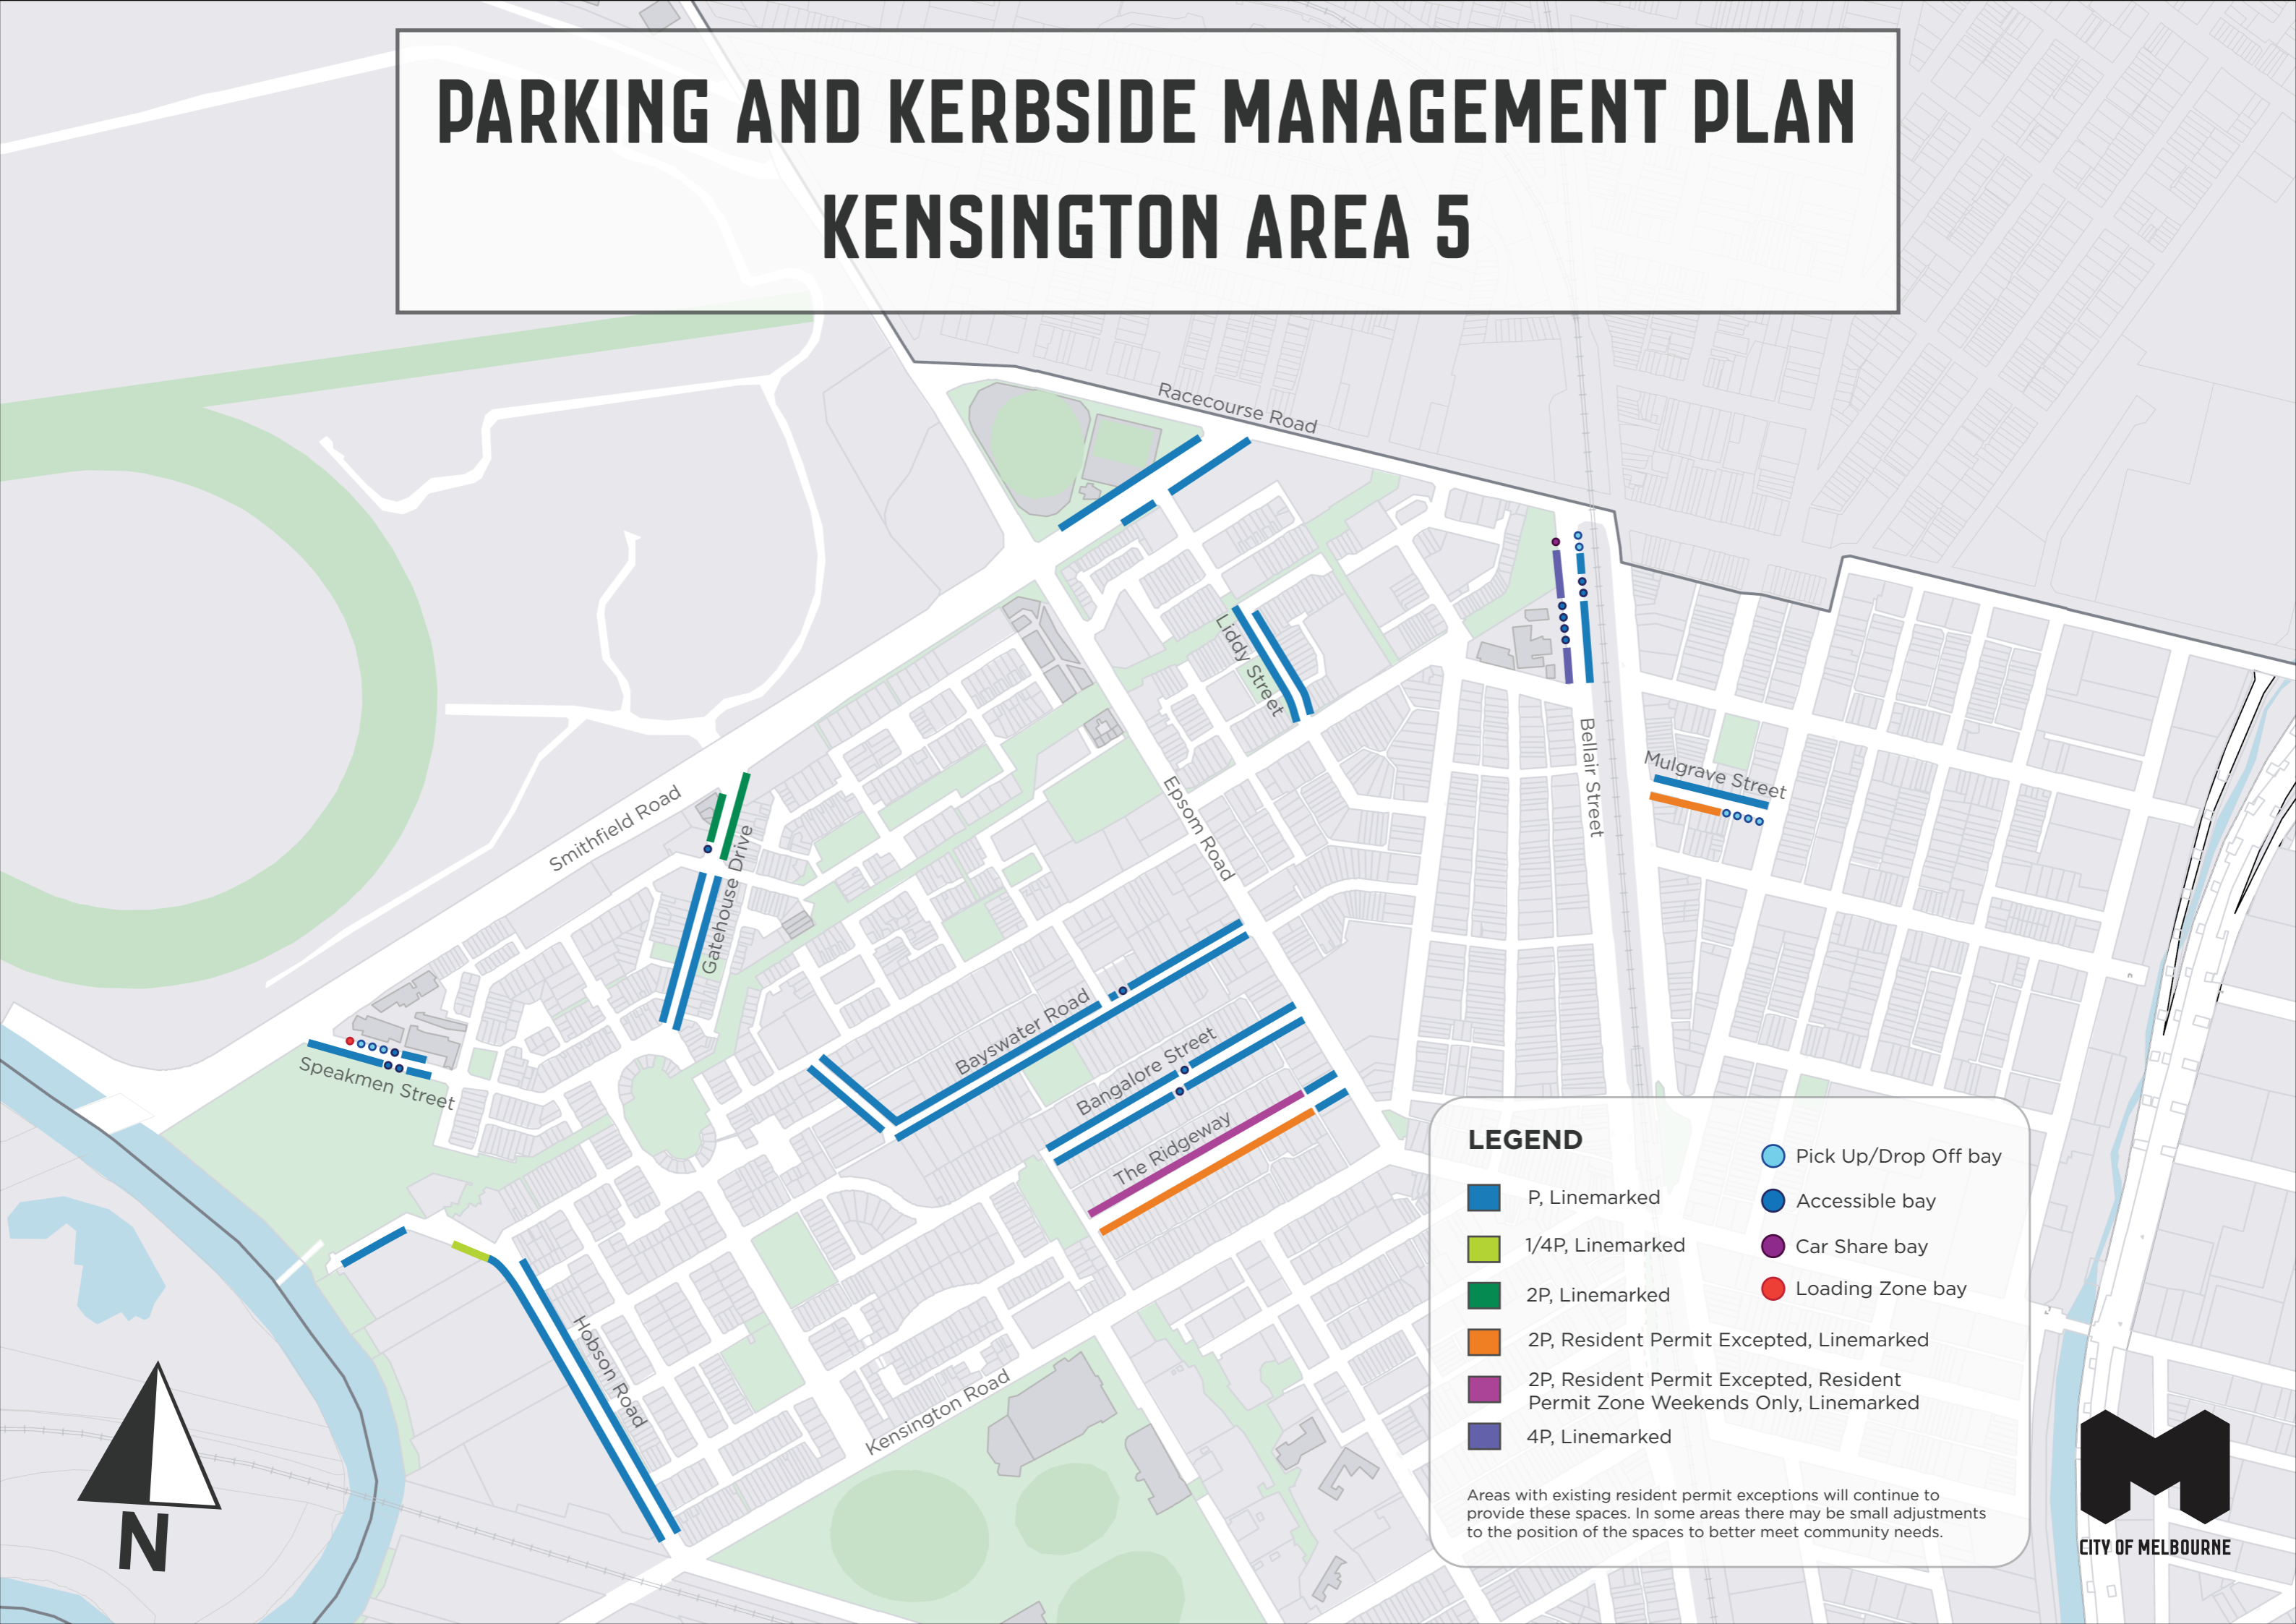 PARKING AND KERBSIDE MANAGEMENT PLAN
KENSINGTON AREA 5
Racecourse Road
Liddy Street
Bellair Street
Mulgrave Street
Epsom Road
Smithfield Road
Gatehouse Drive
Speakmen Street
Bayswater Road
Bangalore Street
The Ridgeway
Hobson Road
Kensington Road
N
LEGEND
P, Linemarked
1/4P, Linemarked
2P, Linemarked
2P, Resident Permit Excepted, Linemarked
2P, Resident Permit Excepted, Resident
Permit Zone Weekends Only, Linemarked
4P, Linemarked
Pick Up/Drop Off bay
Accessible bay
Car Share bay
Loading Zone bay
Areas with existing resident permit exceptions will continue to
provide these spaces. In some areas there may be small adjustments
to the position of the spaces to better meet community needs.
CITY OF MELBOURNE